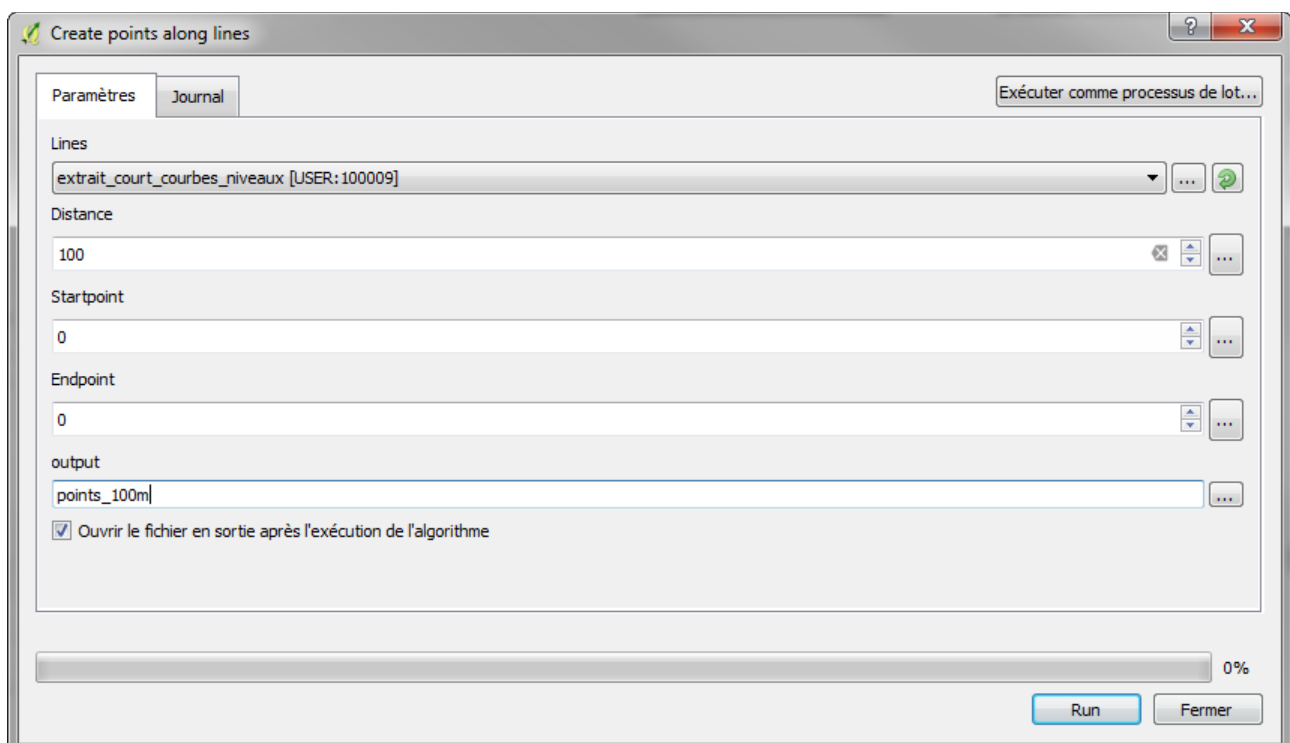 Create points along lines
Paramètres
Journal
Exécuter comme processus de lot...
Lines
extrait_court_courbes_niveaux [USER:100009]
...
Distance
100
...
Startpoint
0
...
Endpoint
0
...
output
points_100m
...
Ouvrir le fichier en sortie après l'exécution de l'algorithme
0%
Run
Fermer